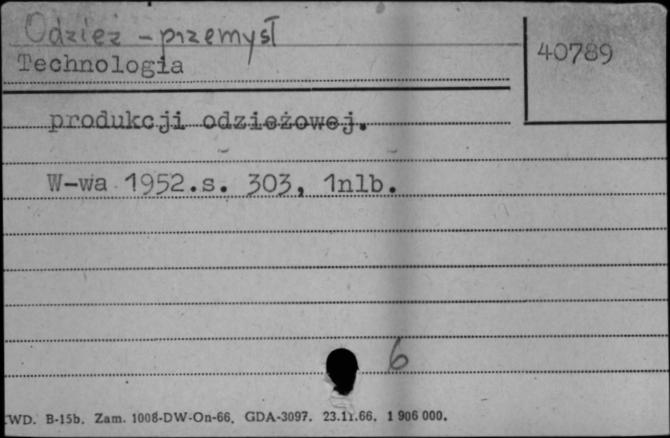 Odzież - przemysł
40789
Technologia
produkcji odzieżowej.
W-wa 1952.s. 303, 1nlb.
6
WD. B-15b. Zam. 1008-DW-On-66. GDA-3097. 23.11.66. 1 906 000.